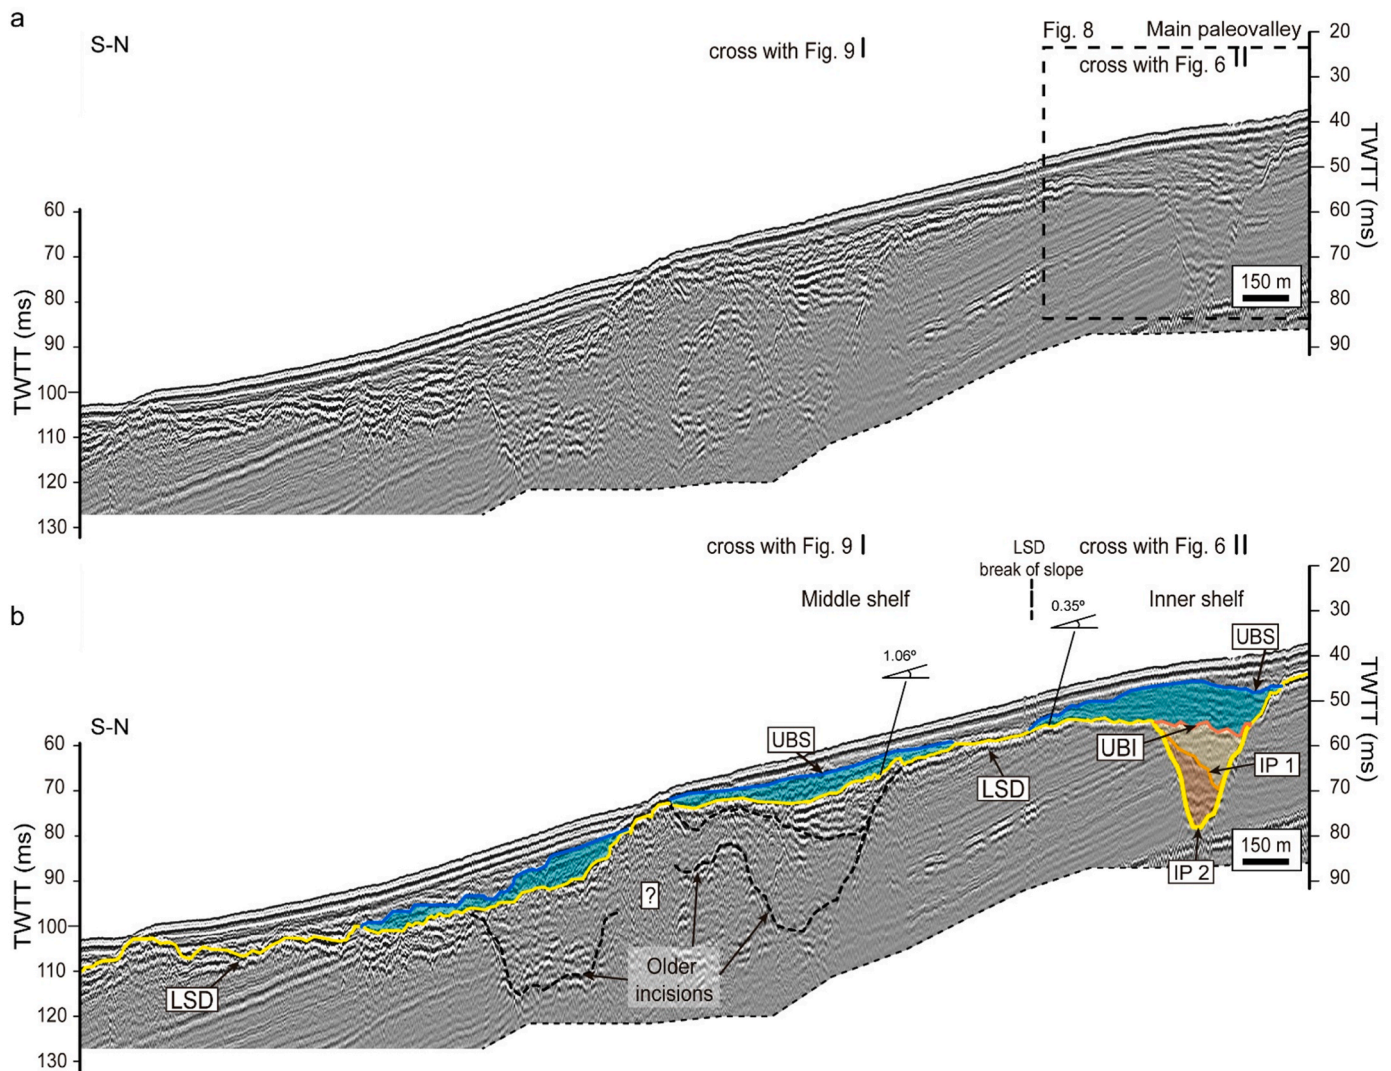 a
S-N
cross with Fig. 9
Fig. 8
Main paleovalley
cross with Fig. 6
20
30
40
50
60
70
80
90
TWTT (ms)
150 m
60
70
80
90
100
110
120
130
TWTT (ms)
b
S-N
cross with Fig. 9
LSD
break of slope
cross with Fig. 6
Middle shelf
Inner shelf
0.35º
1.06º
UBS
UBS
UBI
IP 1
IP 2
LSD
LSD
?
Older
incisions
20
30
40
50
60
70
80
90
TWTT (ms)
150 m
60
70
80
90
100
110
120
130
TWTT (ms)